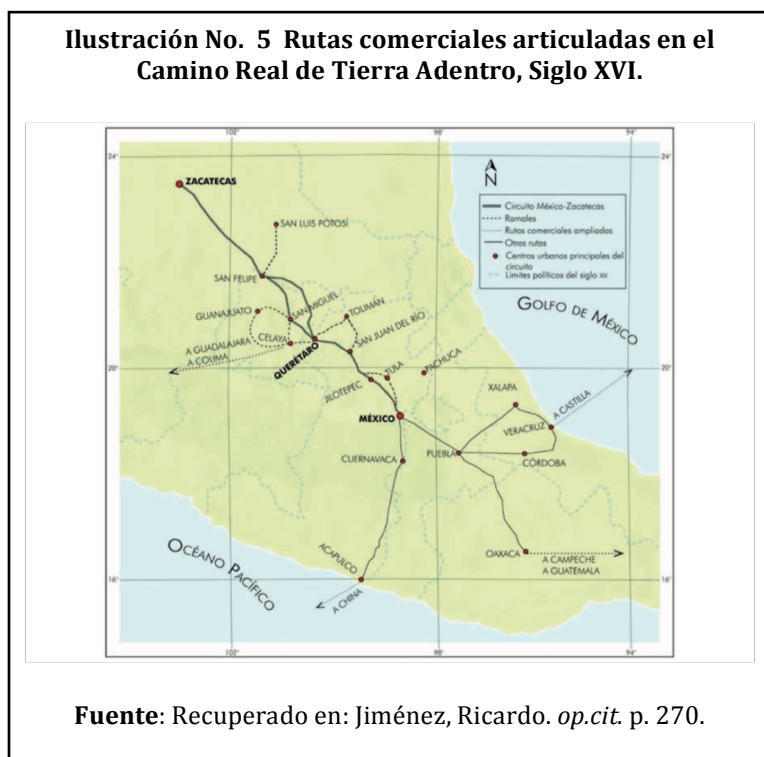 Ilustración No. 5 Rutas comerciales articuladas en el
Camino Real de Tierra Adentro, Siglo XVI.
102°
98°
94°
24°
24°
ZACATECAS
N
Circuito México-Zacatecas
Ramales
Rutas comerciales ampliadas
Otras rutas
Centros urbanos principales del
circuito
Límites políticos del siglo XIX
SAN LUIS POTOSÍ
SAN FELIPE
GUANAJUATO
SAN MIGUEL
TOLIMÁN
GOLFO DE MÉXICO
A GUADALAJARA
A COLIMA
CELAYA
QUERÉTARO
SAN JUAN DEL RÍO
20°
20°
JILOTEPEC
TULA
PACHUCA
XALAPA
A CASTILLA
MÉXICO
VERACRUZ
CUERNAVACA
PUEBLA
CÓRDOBA
OCÉANO PACÍFICO
ACAPULCO
OAXACA
A CAMPECHE
A GUATEMALA
16°
16°
A CHINA
102°
98°
94°
Fuente: Recuperado en: Jiménez, Ricardo. op.cit. p. 270.